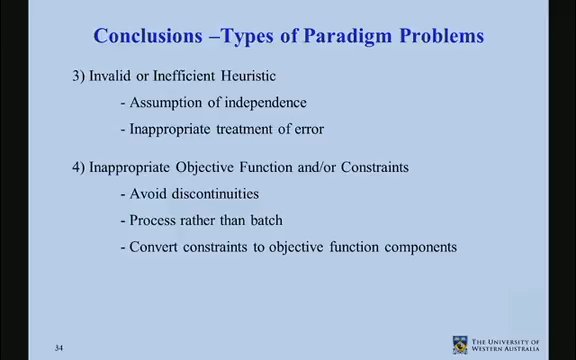 Conclusions –Types of Paradigm Problems
3) Invalid or Inefficient Heuristic
- Assumption of independence
- Inappropriate treatment of error
4) Inappropriate Objective Function and/or Constraints
- Avoid discontinuities
- Process rather than batch
- Convert constraints to objective function components
34
THE UNIVERSITY OF
WESTERN AUSTRALIA